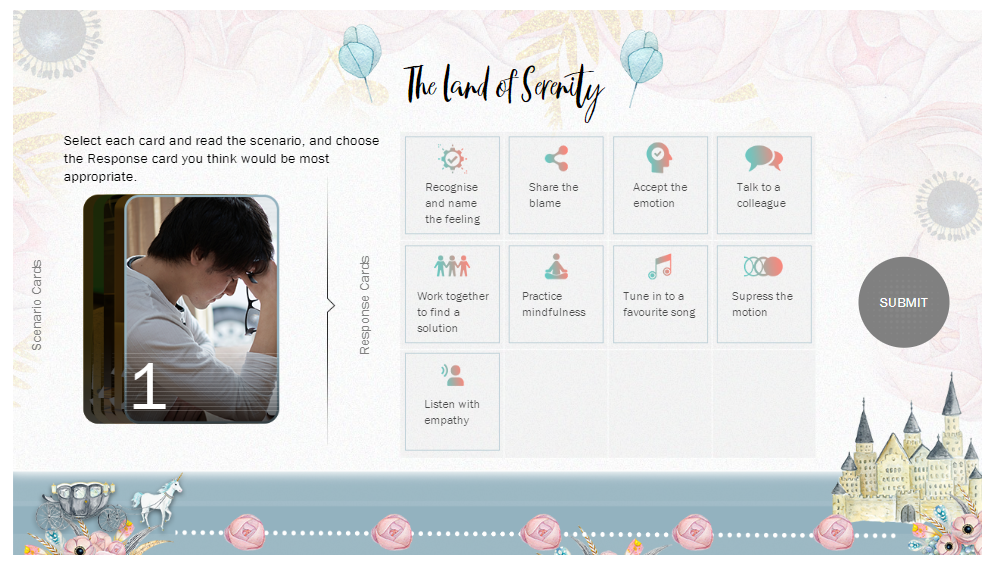 The Land of Serenity
Select each card and read the scenario, and choose
the Response card you think would be most
appropriate.
Scenario Cards
1
Response Cards
Recognise
and name
the feeling
Share the
blame
Accept the
emotion
Talk to a
colleague
Work together
to find a
solution
Practice
mindfulness
Tune in to a
favourite song
Supress the
motion
Listen with
empathy
SUBMIT